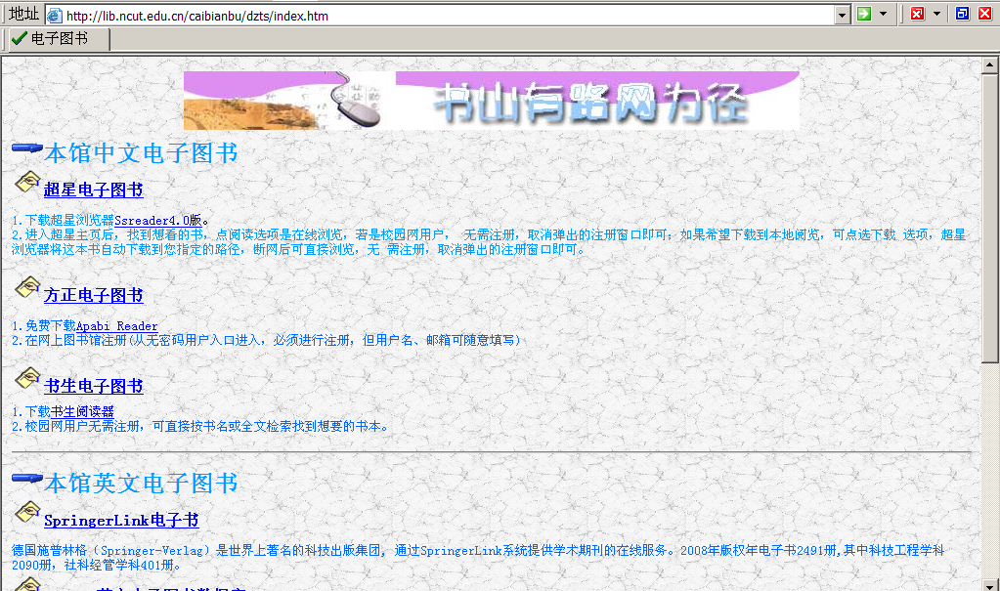 地址 http://lib.ncut.edu.cn/caibianbu/dzts/index.htm
电子图书
书山有路网为径
本馆中文电子图书
超星电子图书
1.下载超星浏览器Ssreader4.0版。
2.进入超星主页后，找到想看的书，点阅读选项是在线浏览，若是校园网用户， 无需注册，取消弹出的注册窗口即可；如果希望下载到本地阅览，可点选下载 选项，超星
浏览器将这本书自动下载到您指定的路径，断网后可直接浏览，无 需注册，取消弹出的注册窗口即可。
方正电子图书
1.免费下载Apabi Reader
2.在网上图书馆注册(从无密码用户入口进入，必须进行注册，但用户名、邮箱可随意填写)
书生电子图书
1.下载书生阅读器
2.校园网用户无需注册，可直接按书名或全文检索找到想要的书本。
本馆英文电子图书
SpringerLink电子书
德国施普林格（Springer-Verlag）是世界上著名的科技出版集团, 通过SpringerLink系统提供学术期刊的在线服务。2008年版权年电子书2491册,其中科技工程学科
2090册，社科经管学科401册。